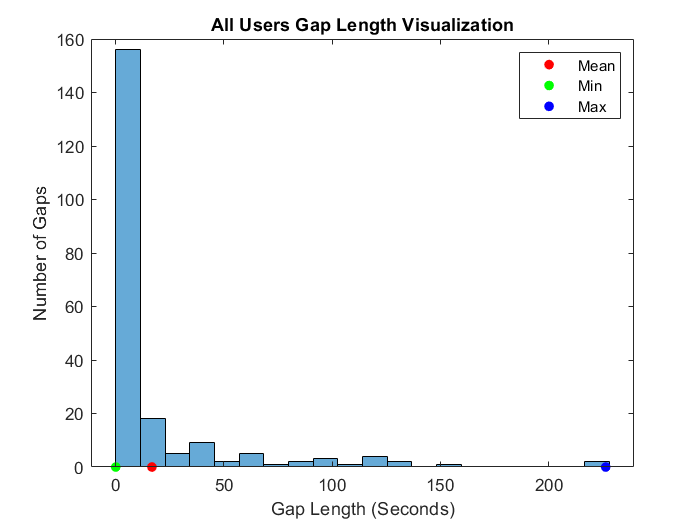 All Users Gap Length Visualization
160
140
120
100
80
60
40
20
0
Number of Gaps
Mean
Min
Max
0 50 100 150 200
Gap Length (Seconds)